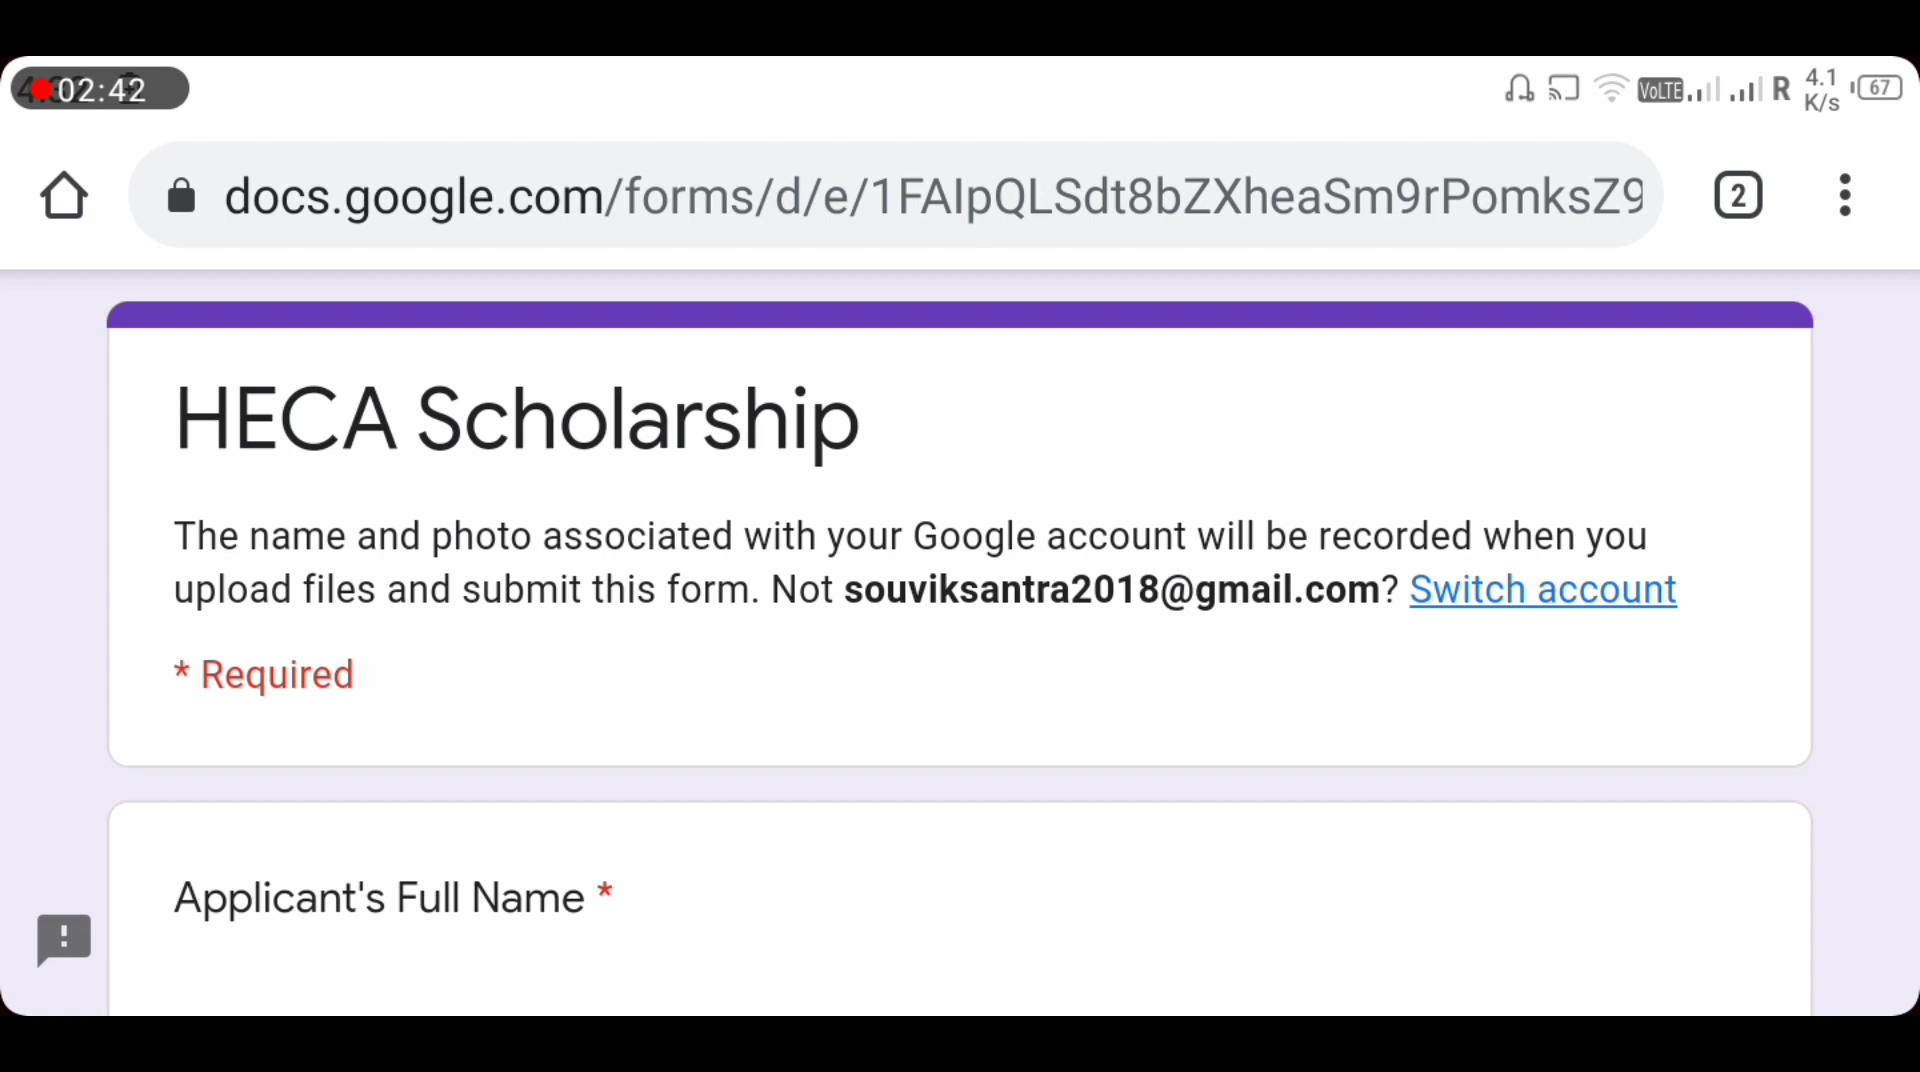 02:42
VoLTE R 4.1 K/s 67
docs.google.com/forms/d/e/1FAIpQLSdt8bZXheaSm9rPomksZ9
2
HECA Scholarship
The name and photo associated with your Google account will be recorded when you
upload files and submit this form. Not souviksantra2018@gmail.com? Switch account
* Required
Applicant's Full Name *